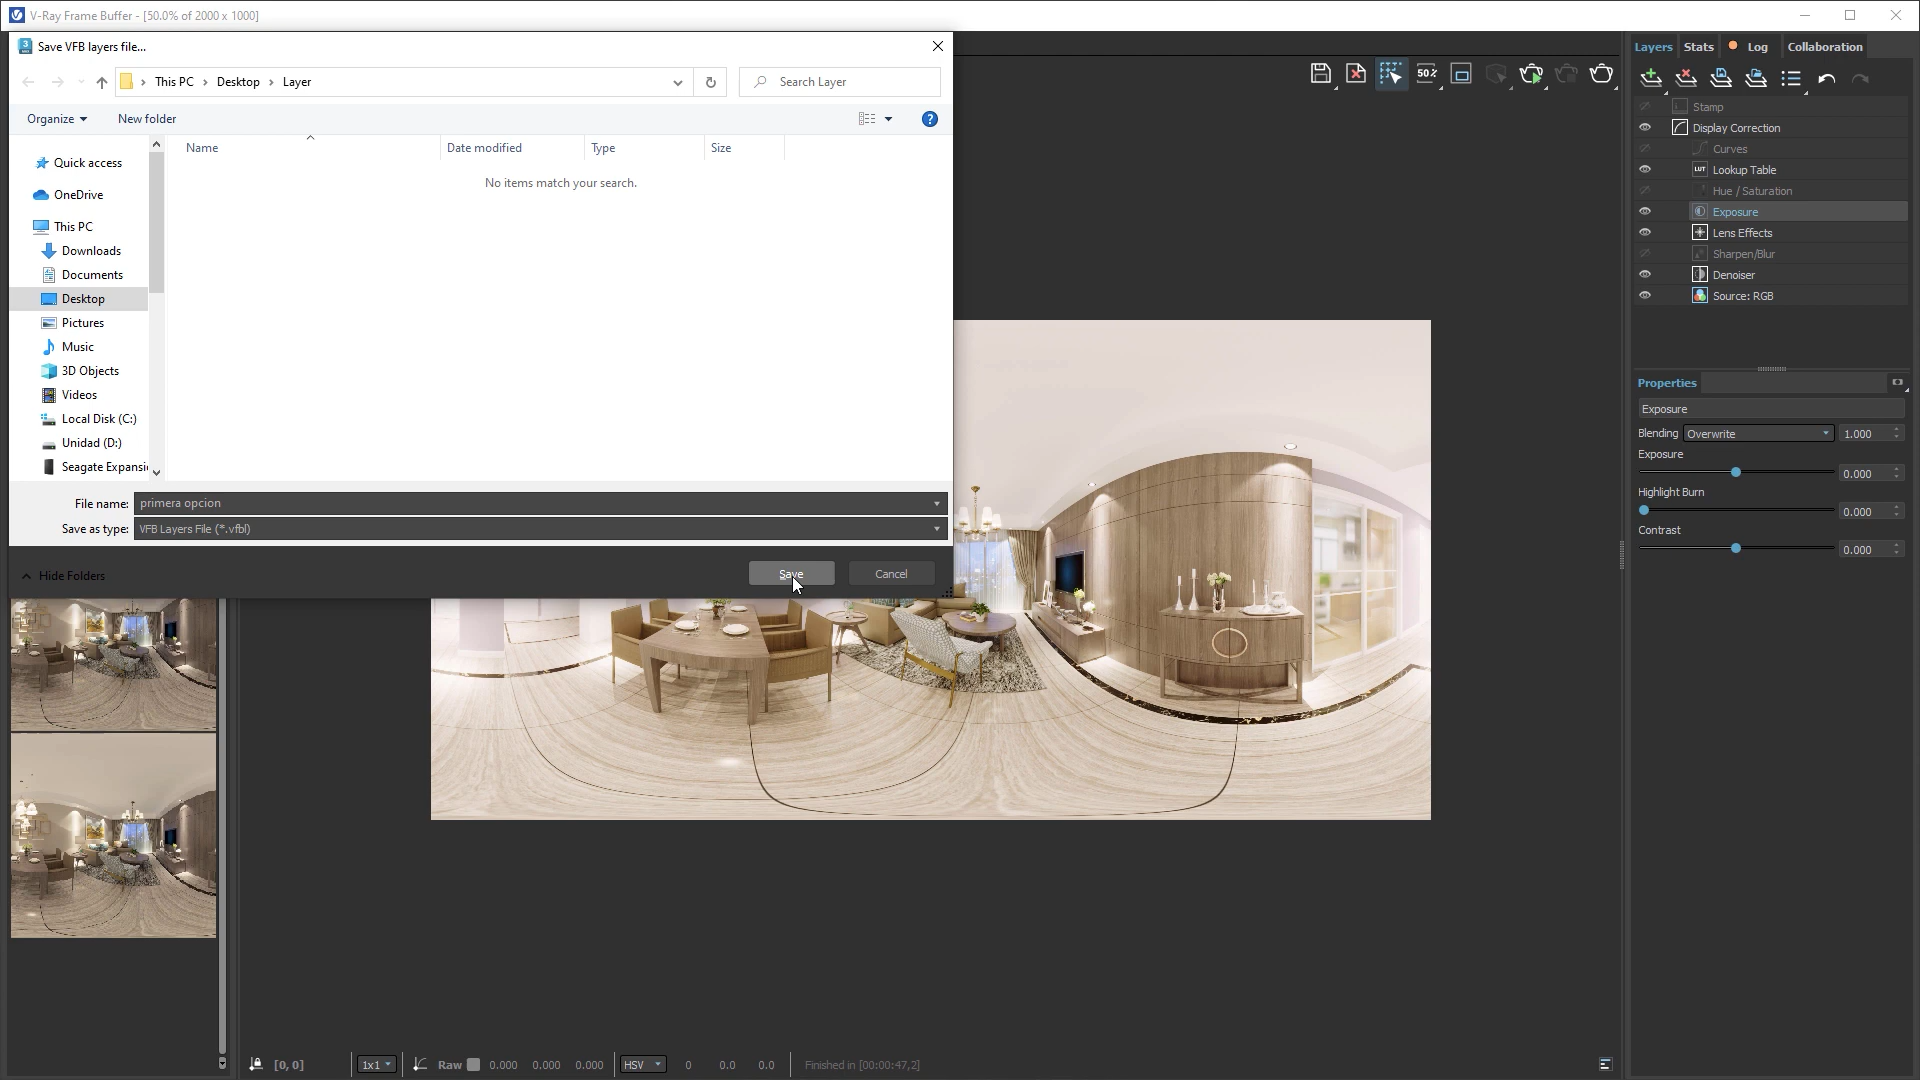 V-Ray Frame Buffer - [50.0% of 2000 x 1000]
Save VFB layers file...
This PC > Desktop > Layer
Search Layer
Organize
New folder
Name
Date modified
Type
Size
No items match your search.
Quick access
OneDrive
This PC
Downloads
Documents
Desktop
Pictures
Music
3D Objects
Videos
Local Disk (C:)
Unidad (D:)
Seagate Expansi
File name: primera opcion
Save as type: VFB Layers File (*.vfbl)
Hide Folders
Save
Cancel
50%
Layers Stats Log Collaboration
Stamp
Display Correction
Curves
LUT Lookup Table
Hue / Saturation
Exposure
Lens Effects
Sharpen/Blur
Denoiser
Source: RGB
Properties
Exposure
Blending Overwrite 1.000
Exposure
0.000
Highlight Burn
0.000
Contrast
0.000
[0, 0] 1x1 Raw 0.000 0.000 0.000 HSV 0 0.0 0.0 Finished in [00:00:47,2]